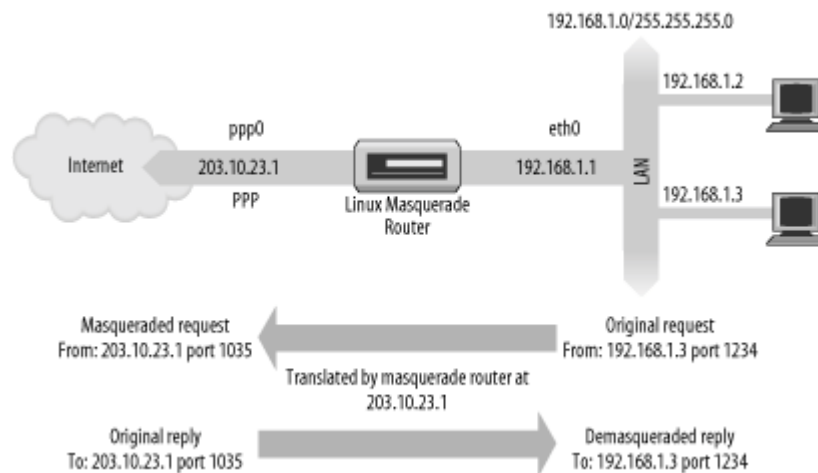 192.168.1.0/255.255.255.0
192.168.1.2
ppp0
eth0
Internet
203.10.23.1
192.168.1.1
LAN
PPP
Linux Masquerade
Router
192.168.1.3
Masqueraded request
From: 203.10.23.1 port 1035
Original request
From: 192.168.1.3 port 1234
Translated by masquerade router at
203.10.23.1
Original reply
To: 203.10.23.1 port 1035
Demasqueraded reply
To: 192.168.1.3 port 1234